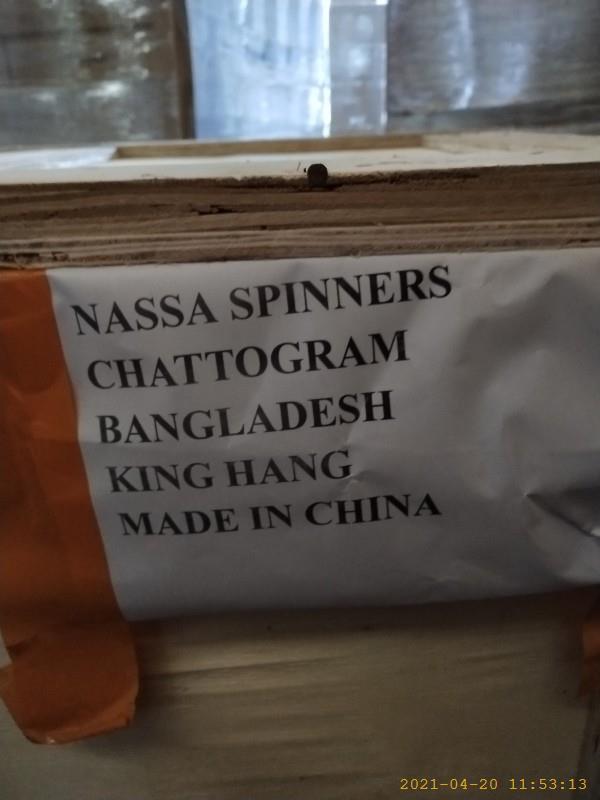 NASSA SPINNERS
CHATTOGRAM
BANGLADESH
KING HANG
MADE IN CHINA
2021-04-20 11:53:13